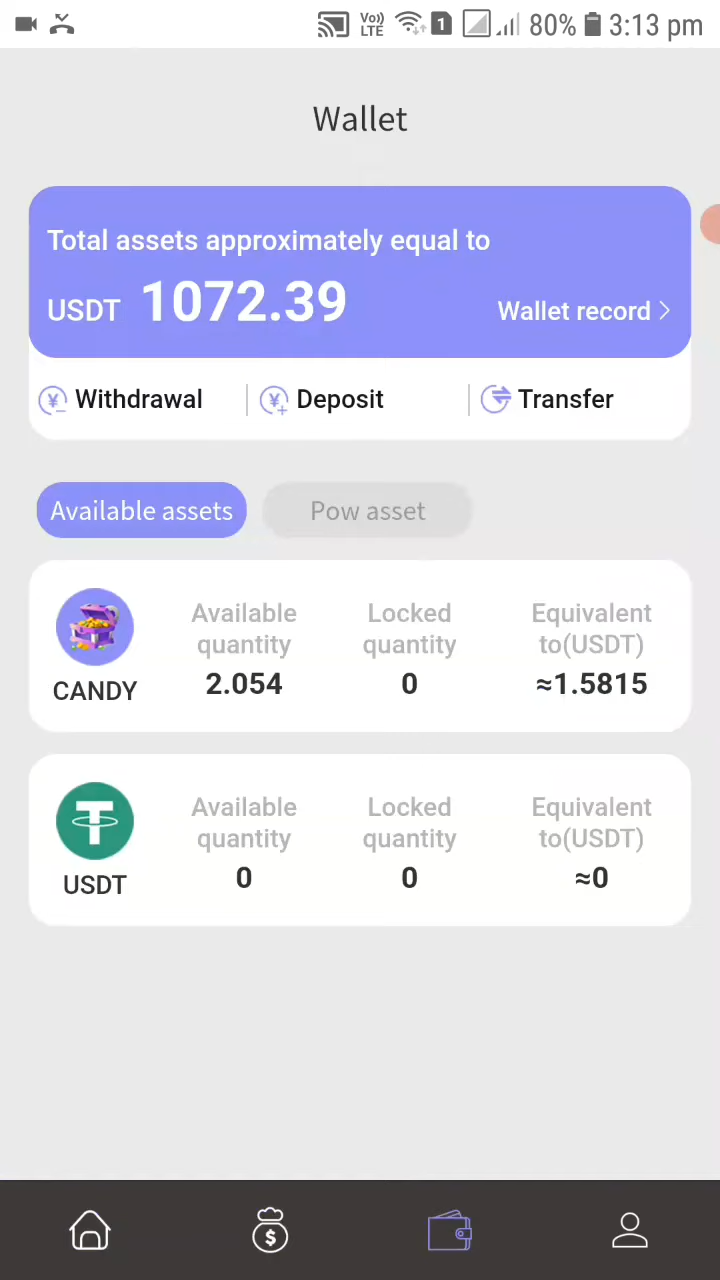 Vo)) LTE 1 80% 3:13 pm
Wallet
Total assets approximately equal to
USDT 1072.39 Wallet record >
Withdrawal Deposit Transfer
Available assets Pow asset
Available Locked Equivalent
quantity quantity to(USDT)
CANDY 2.054 0 ≈1.5815
Available Locked Equivalent
quantity quantity to(USDT)
USDT 0 0 ≈0